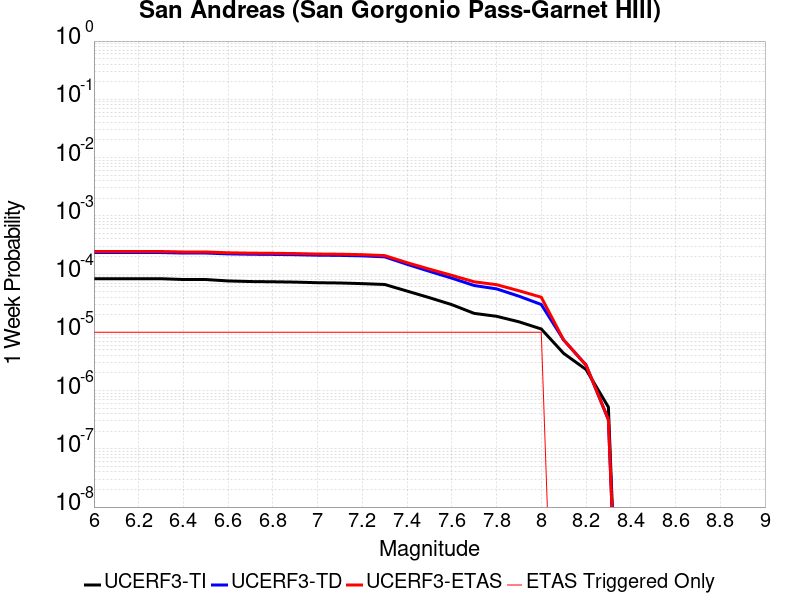 San Andreas (San Gorgonio Pass-Garnet HIll)
10^0
10^-1
10^-2
10^-3
10^-4
10^-5
10^-6
10^-7
10^-8
1 Week Probability
6 6.2 6.4 6.6 6.8 7 7.2 7.4 7.6 7.8 8 8.2 8.4 8.6 8.8 9
Magnitude
UCERF3-TI UCERF3-TD UCERF3-ETAS ETAS Triggered Only